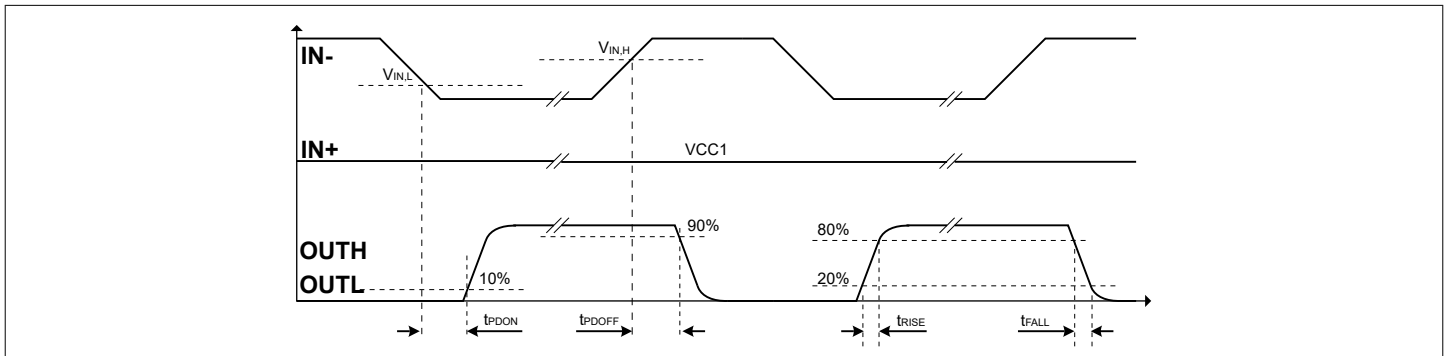 IN-
VIN,L
VIN,H
IN+
VCC1
OUTH
OUTL
10%
90%
80%
20%
tPDON
tPDOFF
tRISE
tFALL